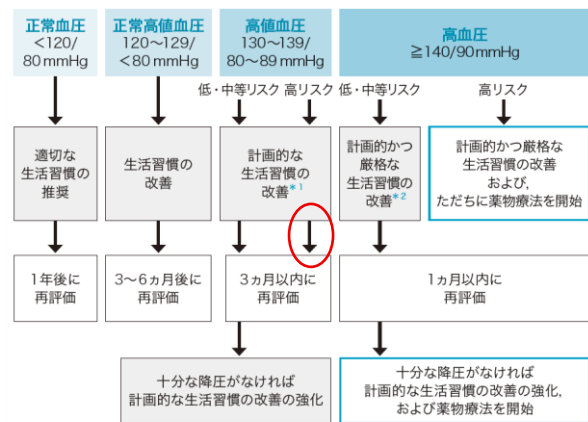 正常血圧
<120/
80mmHg
正常高値血圧
120〜129/
<80mmHg
高値血圧
130〜139/
80〜89mmHg
高血圧
≧140/90mmHg
低・中等リスク 高リスク
低・中等リスク
高リスク
適切な
生活習慣の
推奨
生活習慣の
改善
計画的な
生活習慣の
改善*1
計画的かつ
厳格な
生活習慣の
改善*2
計画的かつ厳格な
生活習慣の改善
および,
ただちに薬物療法を開始
1年後に
再評価
3〜6ヵ月後に
再評価
3ヵ月以内に
再評価
1ヵ月以内に
再評価
十分な降圧がなければ
計画的な生活習慣の改善の強化
十分な降圧がなければ
計画的な生活習慣の改善の強化,
および薬物療法を開始